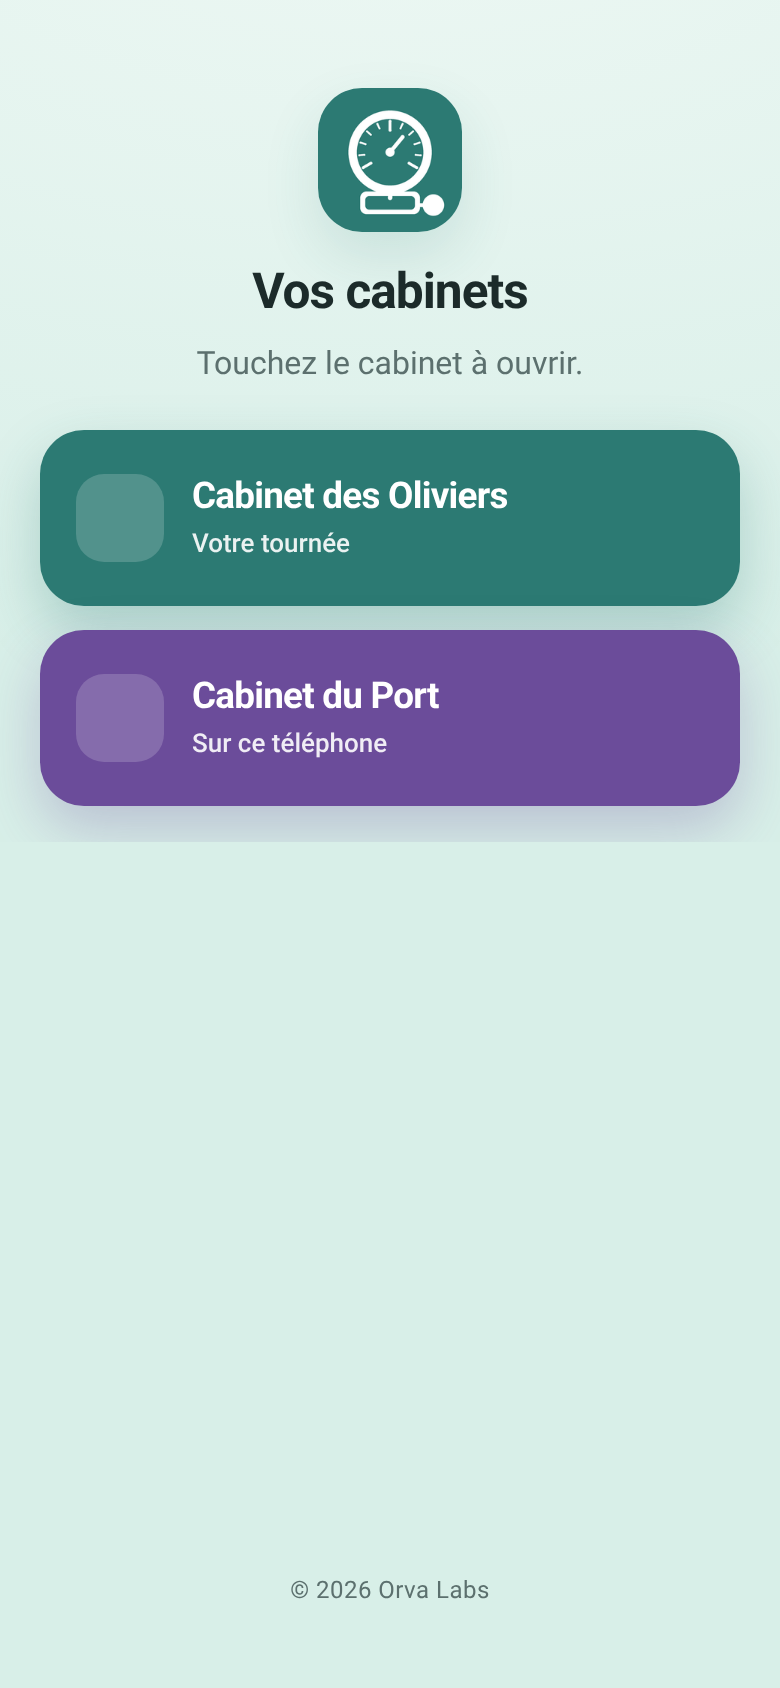 Vos cabinets
Touchez le cabinet à ouvrir.
Cabinet des Oliviers
Votre tournée
Cabinet du Port
Sur ce téléphone
© 2026 Orva Labs